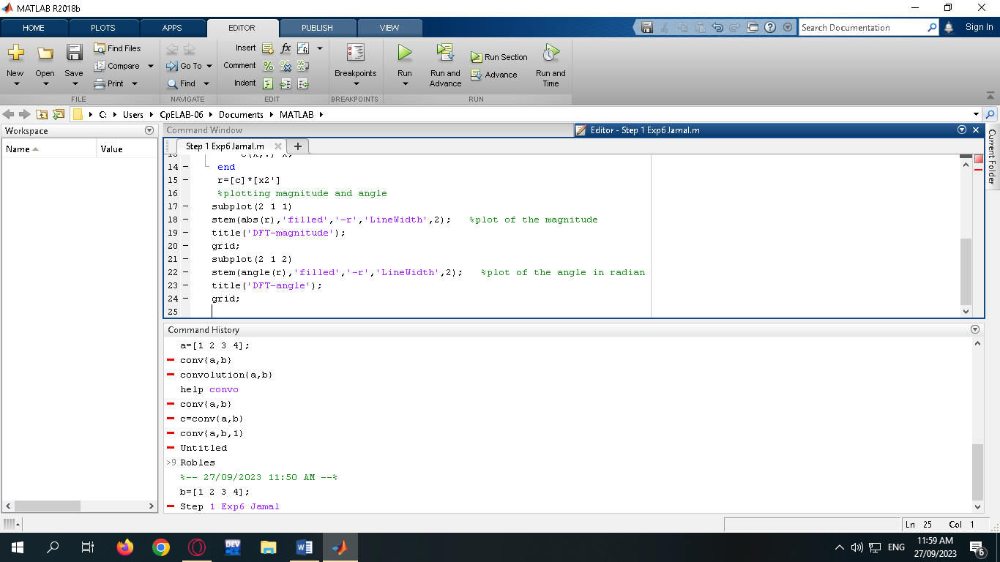 MATLAB R2018b
HOME PLOTS APPS EDITOR PUBLISH VIEW Search Documentation Sign In
New Open Save Find Files Compare Print
Go To Find
Insert fx Comment Indent
Breakpoints
Run Run and Advance Run Section Advance Run and Time
FILE NAVIGATE EDIT BREAKPOINTS RUN
C: Users CpELAB-06 Documents MATLAB
Workspace
Name Value
Command Window
Editor - Step 1 Exp6 Jamal.m
Step 1 Exp6 Jamal.m +
Current Folder
14 - end
15 - r=[c]*[x2']
16 %plotting magnitude and angle
17 - subplot(2 1 1)
18 - stem(abs(r),'filled','-r','LineWidth',2); %plot of the magnitude
19 - title('DFT-magnitude');
20 - grid;
21 - subplot(2 1 2)
22 - stem(angle(r),'filled','-r','LineWidth',2); %plot of the angle in radian
23 - title('DFT-angle');
24 - grid;
25
Command History
a=[1 2 3 4];
conv{a,b}
convolution{a,b}
help convo
conv{a,b}
c=conv{a,b}
conv{a,b,1}
Untitled
>9 Robles
%-- 27/09/2023 11:50 AM --%
b=[1 2 3 4];
Step 1 Exp6 Jamal
Ln 25 Col 1
DEV
ENG
11:59 AM
27/09/2023
6